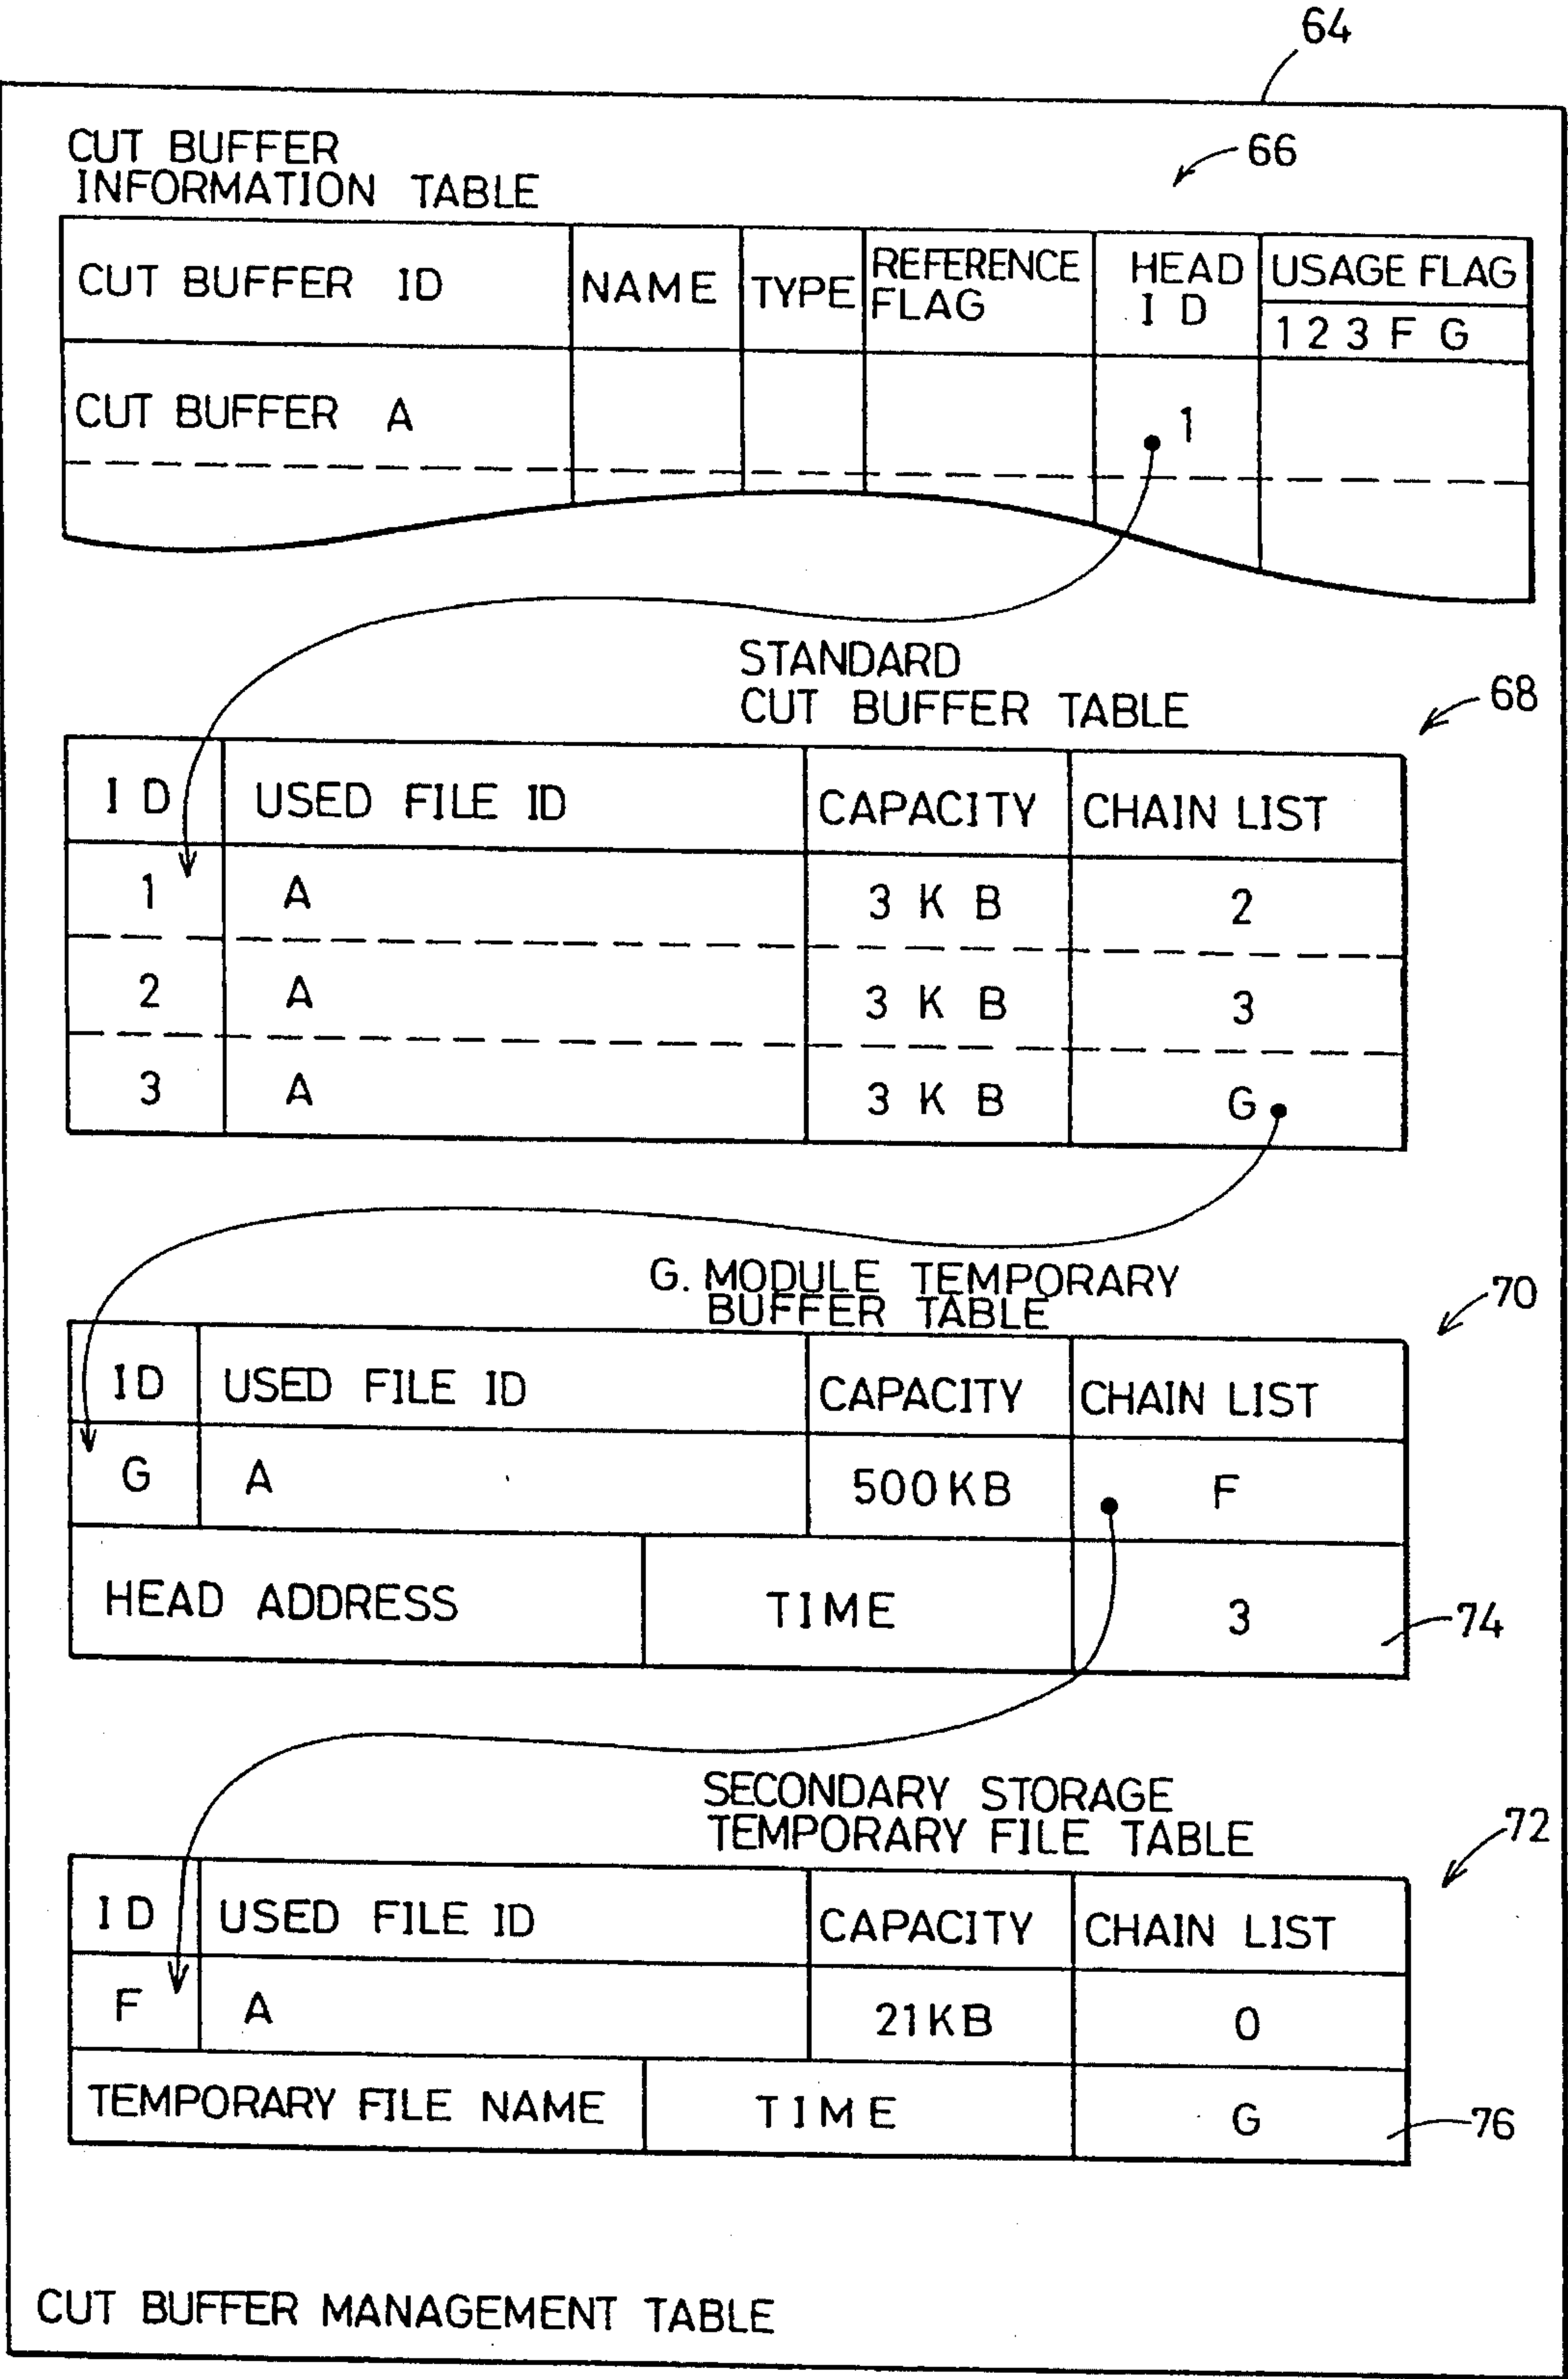 64
CUT BUFFER
INFORMATION TABLE
66
CUT BUFFER ID NAME TYPE REFERENCE FLAG HEAD ID USAGE FLAG
1 2 3 F G
CUT BUFFER A 1
STANDARD
CUT BUFFER TABLE
68
ID USED FILE ID CAPACITY CHAIN LIST
1 A 3 KB 2
2 A 3 KB 3
3 A 3 KB G
G. MODULE TEMPORARY
BUFFER TABLE
70
ID USED FILE ID CAPACITY CHAIN LIST
G A 500KB F
HEAD ADDRESS TIME 3
74
SECONDARY STORAGE
TEMPORARY FILE TABLE
72
ID USED FILE ID CAPACITY CHAIN LIST
F A 21KB 0
TEMPORARY FILE NAME TIME G
76
CUT BUFFER MANAGEMENT TABLE